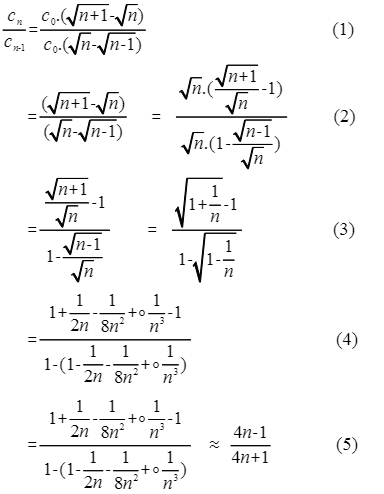 c_n/c_{n-1} = c_0.(√(n+1)-√n)/c_0.(√n-√(n-1)) (1)
= (√(n+1)-√n)/(√n-√(n-1)) = √n.(√(n+1)/√n-1)/√n.(1-√(n-1)/√n) (2)
= (√(n+1)/√n-1)/(1-√(n-1)/√n) = (√(1+1/n)-1)/(1-√(1-1/n)) (3)
= (1+1/2n-1/8n²+∘1/n³-1)/(1-(1-1/2n-1/8n²+∘1/n³)) (4)
= (1+1/2n-1/8n²+∘1/n³-1)/(1-(1-1/2n-1/8n²+∘1/n³)) ≈ (4n-1)/(4n+1) (5)